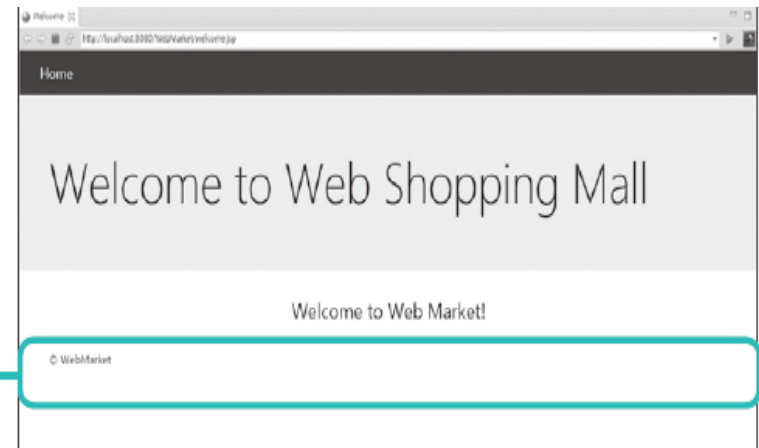 Welcome
http://localhost:8080/WebMarket/welcome.jsp
Home
Welcome to Web Shopping Mall
Welcome to Web Market!
© WebMarket